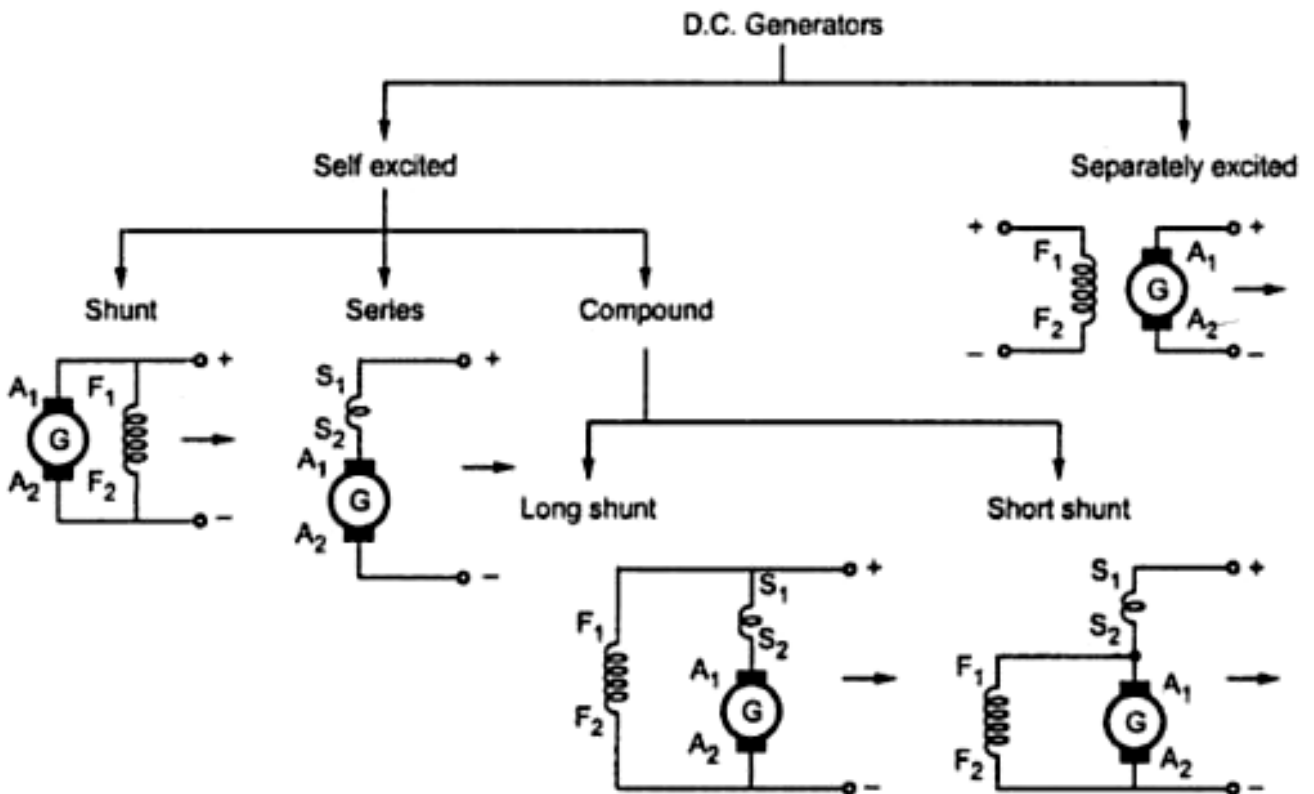 D.C. Generators
Self excited
Separately excited
Shunt
Series
Compound
+
F₁
F₂
–
+
A₁
G
A₂
–
A₁
F₁
G
A₂
F₂
+
–
S₁
S₂
A₁
G
A₂
+
–
Long shunt
Short shunt
F₁
F₂
S₁
S₂
A₁
G
A₂
+
–
S₁
S₂
F₁
F₂
A₁
G
A₂
+
–